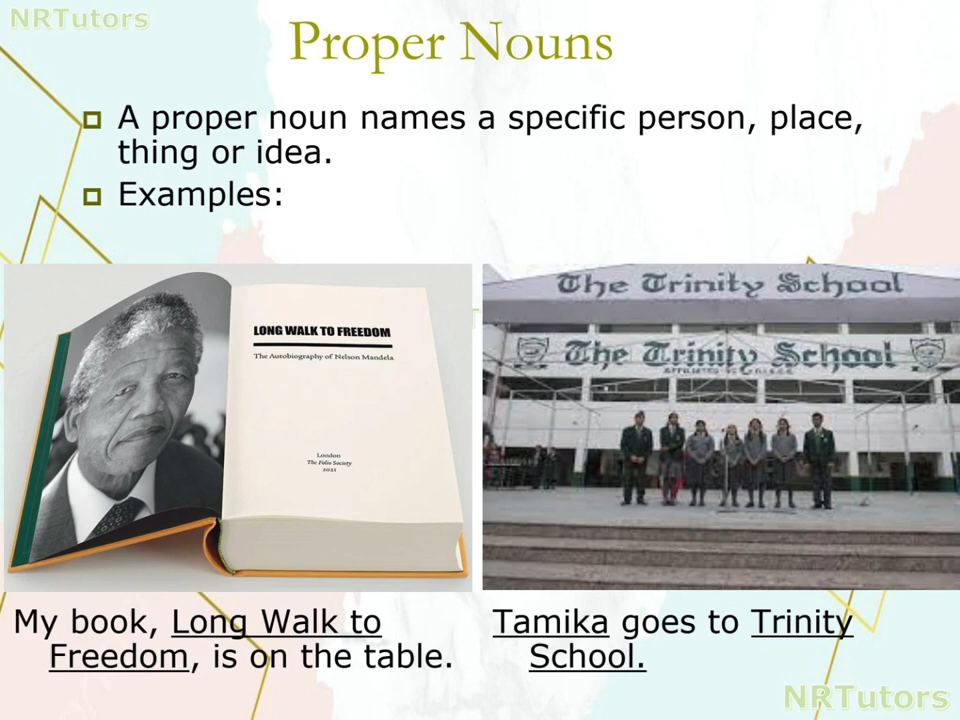 NRTutors
Proper Nouns
A proper noun names a specific person, place,
thing or idea.
Examples:
LONG WALK TO FREEDOM
The Autobiography of Nelson Mandela
London
The Folio Society
2021
The Trinity School
The Trinity School
My book, Long Walk to
Freedom, is on the table.
Tamika goes to Trinity
School.
NRTutors